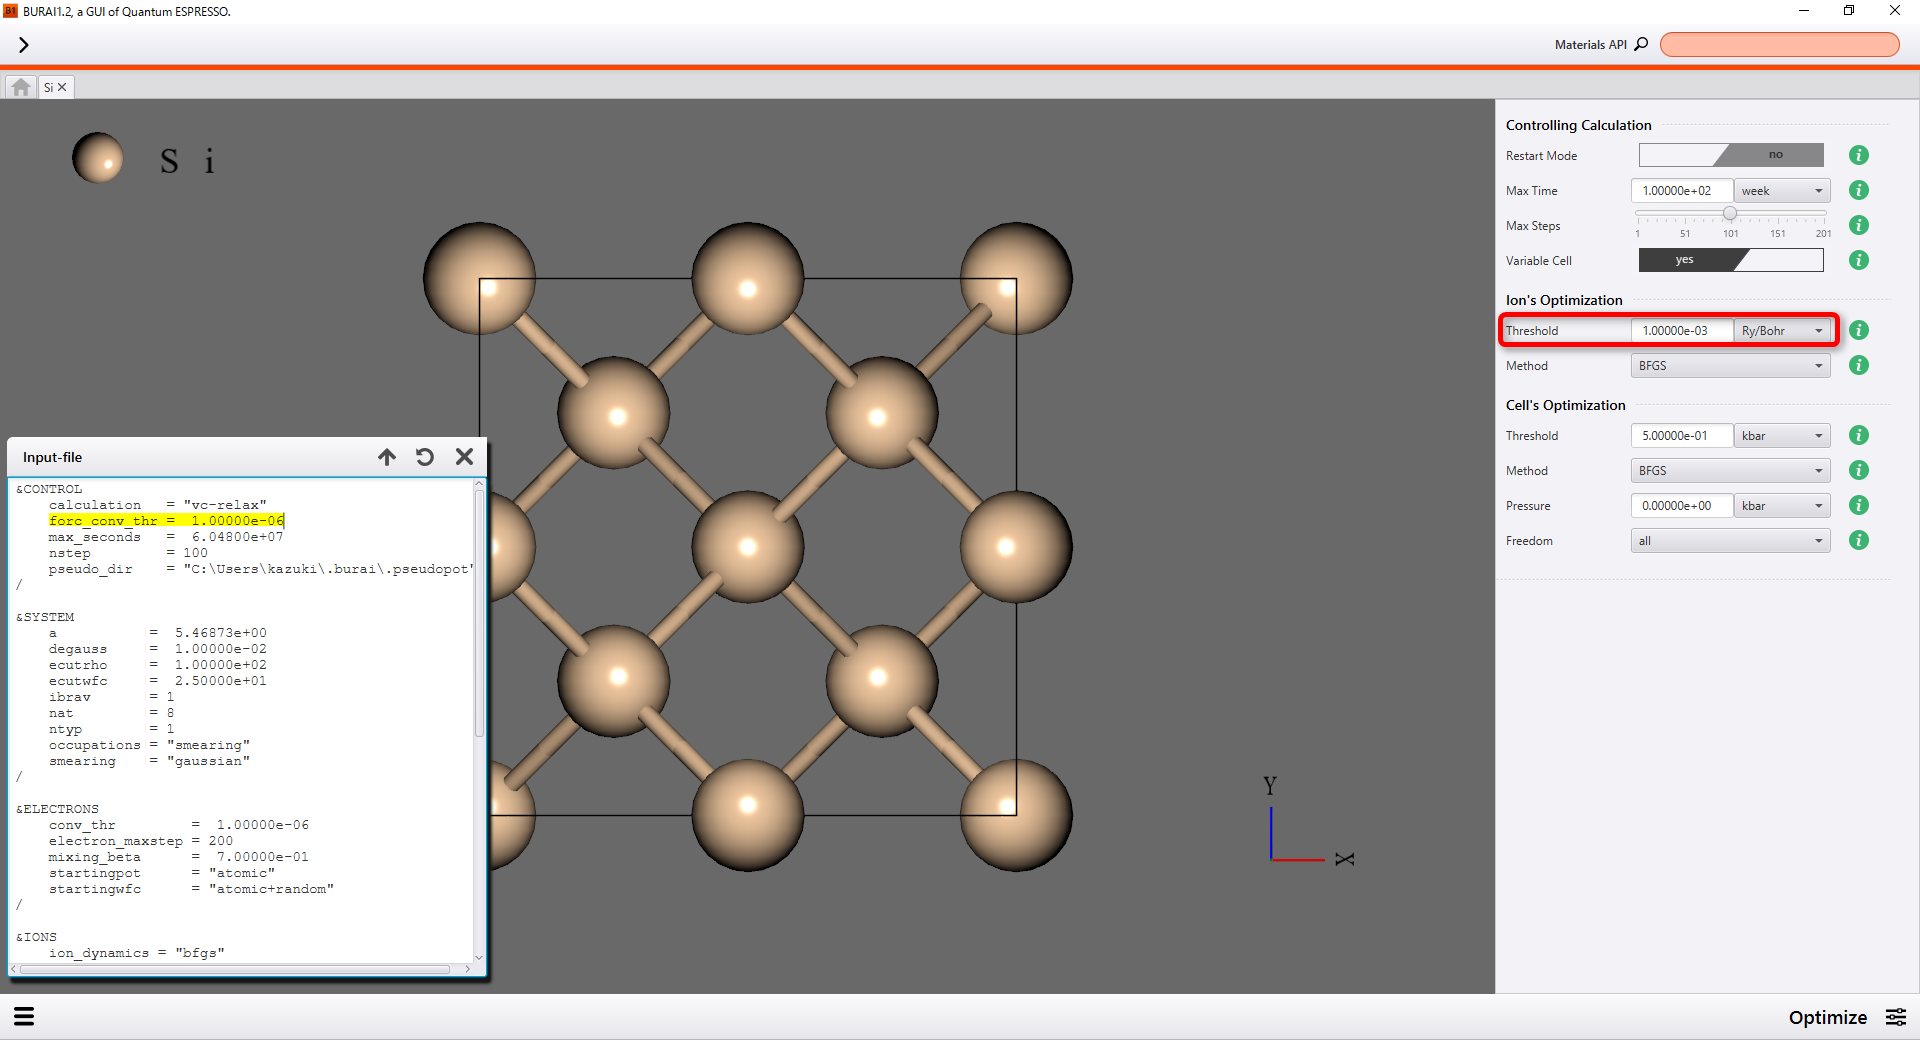 BURAI1.2, a GUI of Quantum ESPRESSO.
Materials API
Si
S i
Controlling Calculation
Restart Mode no
Max Time 1.00000e+02 week
Max Steps
1 51 101 151 201
Variable Cell yes
Ion's Optimization
Threshold 1.00000e-03 Ry/Bohr
Method BFGS
Cell's Optimization
Threshold 5.00000e-01 kbar
Method BFGS
Pressure 0.00000e+00 kbar
Freedom all
Input-file
&CONTROL
calculation = "vc-relax"
forc_conv_thr = 1.00000e-06
max_seconds = 6.04800e+07
nstep = 100
pseudo_dir = "C:\Users\kazuki\.burai\.pseudopot"
/
&SYSTEM
a = 5.46873e+00
degauss = 1.00000e-02
ecutrho = 1.00000e+02
ecutwfc = 2.50000e+01
ibrav = 1
nat = 8
ntyp = 1
occupations = "smearing"
smearing = "gaussian"
/
&ELECTRONS
conv_thr = 1.00000e-06
electron_maxstep = 200
mixing_beta = 7.00000e-01
startingpot = "atomic"
startingwfc = "atomic+random"
/
&IONS
ion_dynamics = "bfgs"
Y
X
Optimize